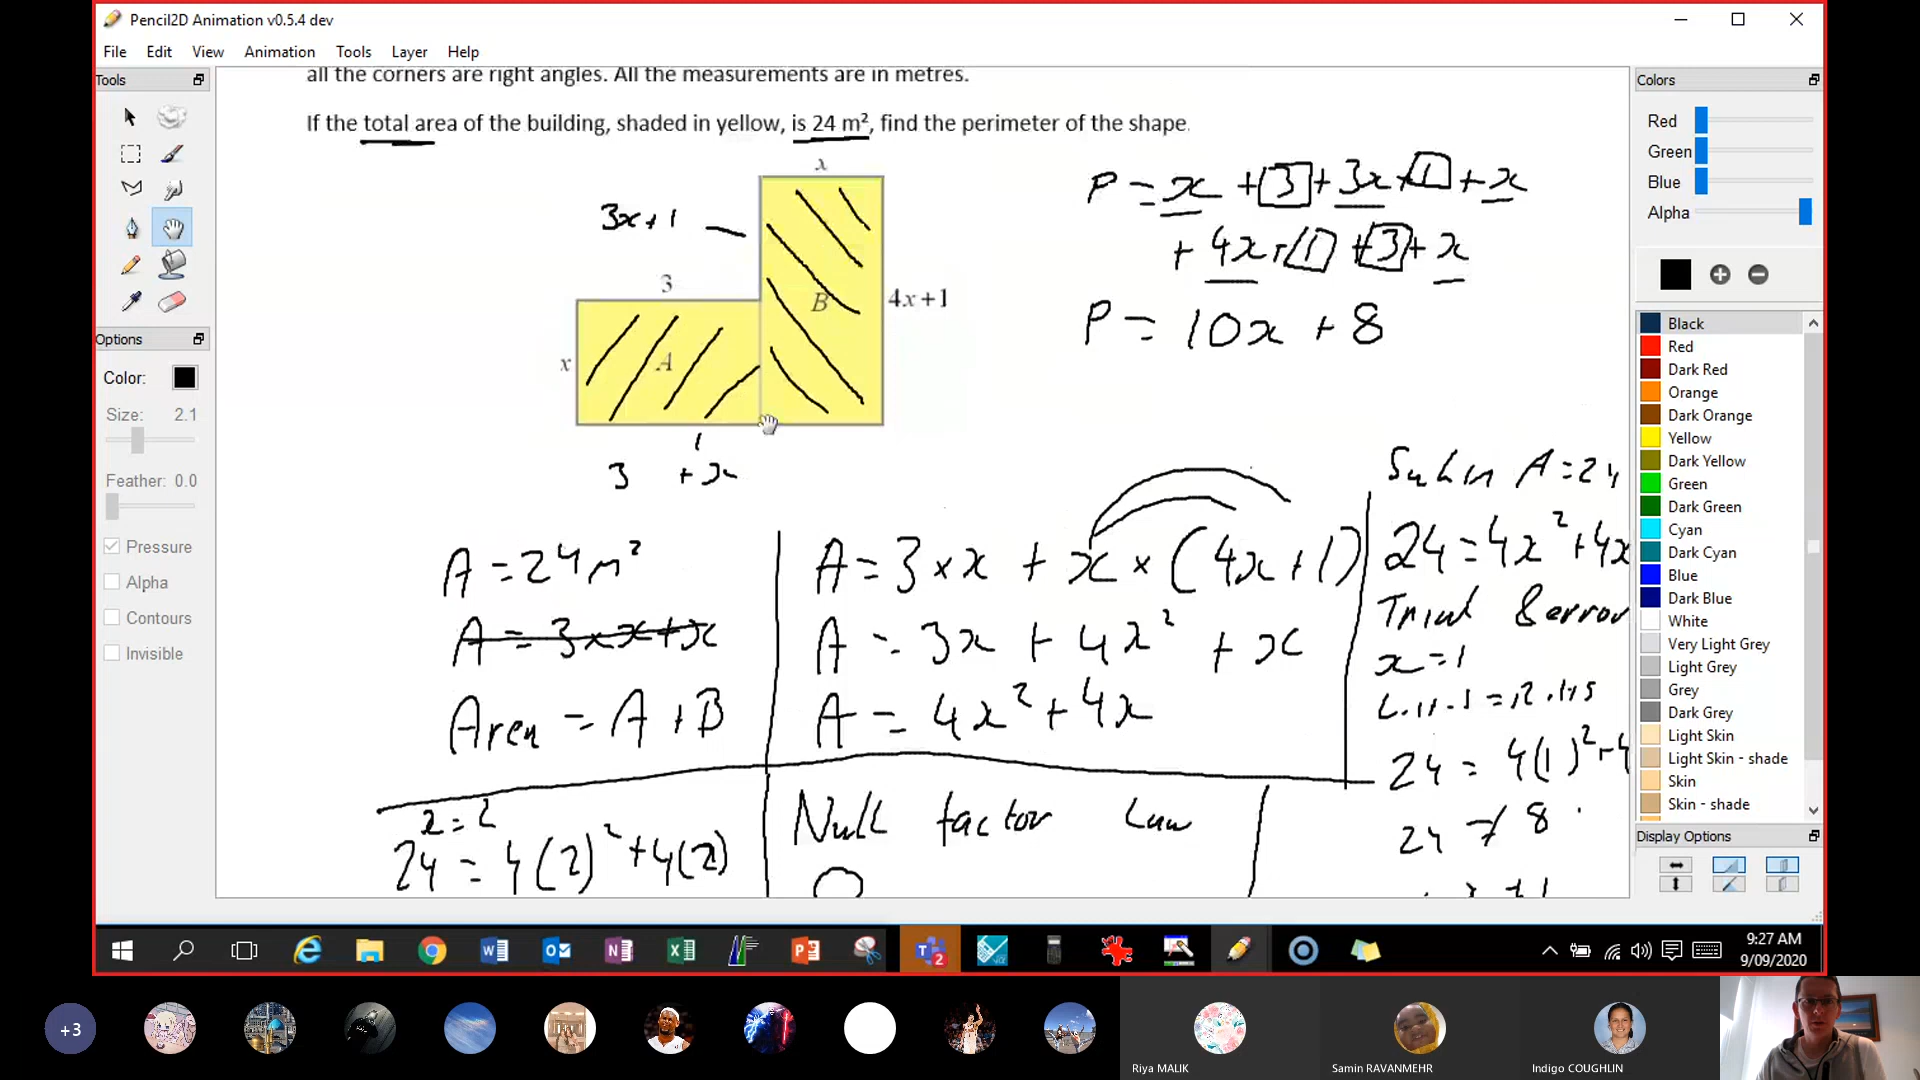 Pencil2D Animation v0.5.4 dev
File Edit View Animation Tools Layer Help
Tools
all the corners are right angles. All the measurements are in metres.
If the total area of the building, shaded in yellow, is 24 m², find the perimeter of the shape.
x
3x+1
3
B
4x+1
x
A
3 + x
P = x + 3 + 3x + 1 + x
+ 4x + 1 + 3 + x
P = 10x + 8
A = 24m²
A = 3 × x + x
Area = A + B
A = 3 × x + x × (4x + 1)
A = 3x + 4x² + x
A = 4x² + 4x
Sub in A = 24
24 = 4x² + 4x
Trial & error
x = 1
24 = 4(1)² + 4
24 ≠ 8
x = 2
24 = 4(2)² + 4(2)
Null factor Law
Options
Color:
Size: 2.1
Feather: 0.0
Pressure
Alpha
Contours
Invisible
Colors
Red
Green
Blue
Alpha
Black
Red
Dark Red
Orange
Dark Orange
Yellow
Dark Yellow
Green
Dark Green
Cyan
Dark Cyan
Blue
Dark Blue
White
Very Light Grey
Light Grey
Grey
Dark Grey
Light Skin
Light Skin - shade
Skin
Skin - shade
Display Options
9:27 AM
9/09/2020
+3
Riya MALIK
Samin RAVANMEHR
Indigo COUGHLIN